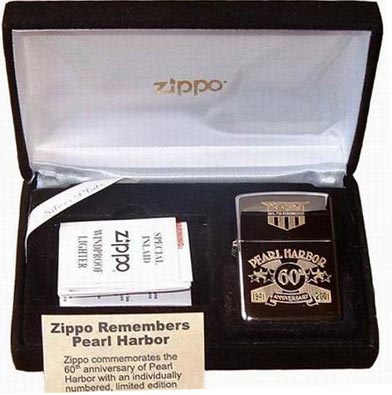 zippo
SPECIAL
INLAID
zippo
WINDPROOF
LIGHTER
WARNING:
PEARL HARBOR
60th
1941 ANNIVERSARY 2001
Zippo Remembers
Pearl Harbor
Zippo commemorates the
60th anniversary of Pearl
Harbor with an individually
numbered, limited edition